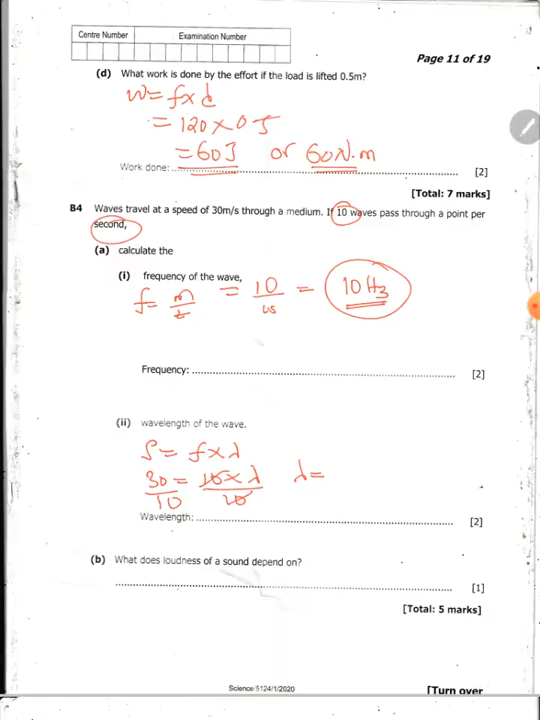 Centre Number Examination Number
Page 11 of 19
(d) What work is done by the effort if the load is lifted 0.5m?
W = f x d
= 120 x 0.5
= 60J or 60N.m
Work done: [2]
[Total: 7 marks]
B4 Waves travel at a speed of 30m/s through a medium. If 10 waves pass through a point per
second,
(a) calculate the
(i) frequency of the wave,
f = n/t = 10/1s = 10 Hz
Frequency: [2]
(ii) wavelength of the wave.
S = f x λ
30/10 = 10 x λ/10 λ =
Wavelength: [2]
(b) What does loudness of a sound depend on?
[1]
[Total: 5 marks]
Science/5124/1/2020
[Turn over